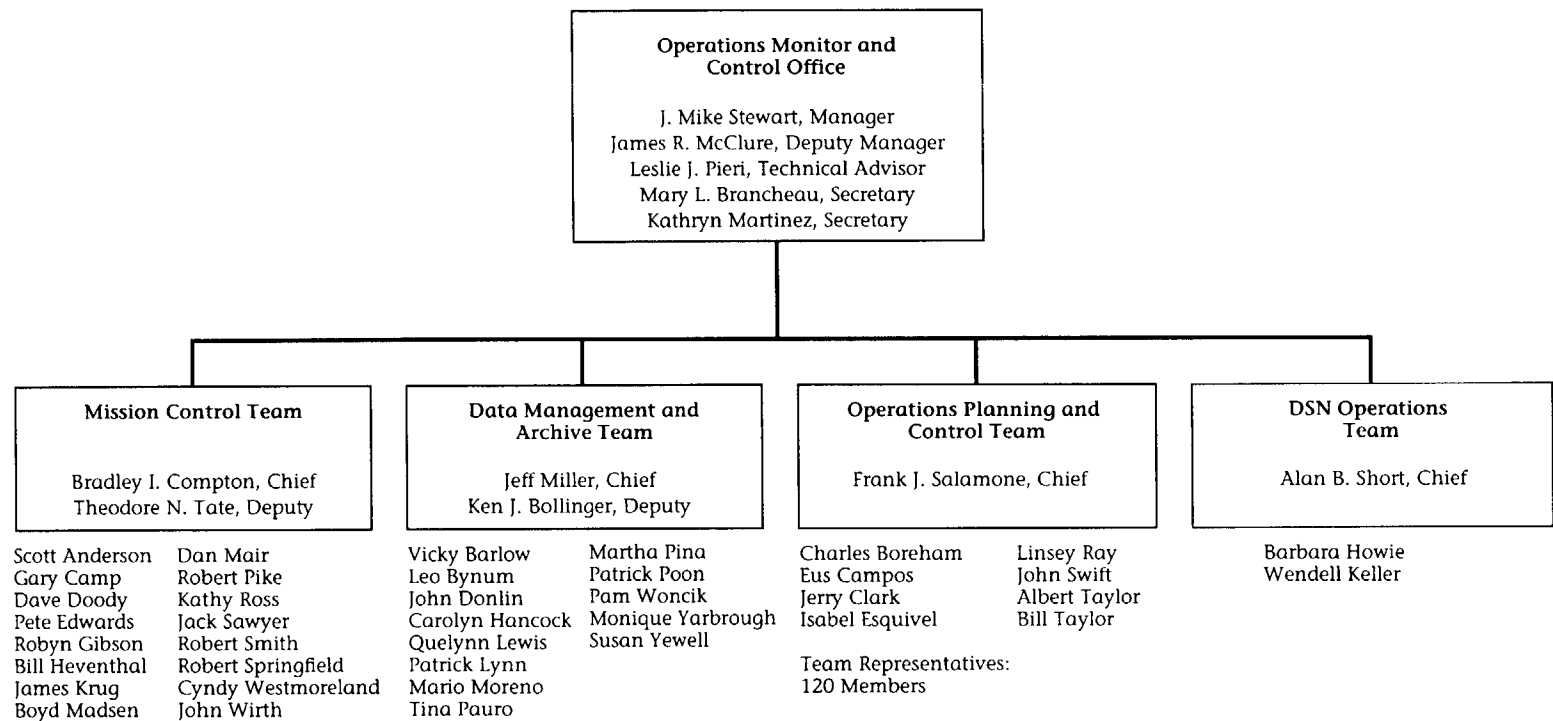 Operations Monitor and
Control Office
J. Mike Stewart, Manager
James R. McClure, Deputy Manager
Leslie J. Pieri, Technical Advisor
Mary L. Brancheau, Secretary
Kathryn Martinez, Secretary
Mission Control Team
Bradley I. Compton, Chief
Theodore N. Tate, Deputy
Scott Anderson
Gary Camp
Dave Doody
Pete Edwards
Robyn Gibson
Bill Heventhal
James Krug
Boyd Madsen
Dan Mair
Robert Pike
Kathy Ross
Jack Sawyer
Robert Smith
Robert Springfield
Cyndy Westmoreland
John Wirth
Data Management and
Archive Team
Jeff Miller, Chief
Ken J. Bollinger, Deputy
Vicky Barlow
Leo Bynum
John Donlin
Carolyn Hancock
Quelynn Lewis
Patrick Lynn
Mario Moreno
Tina Pauro
Martha Pina
Patrick Poon
Pam Woncik
Monique Yarbrough
Susan Yewell
Operations Planning and
Control Team
Frank J. Salamone, Chief
Charles Boreham
Eus Campos
Jerry Clark
Isabel Esquivel
Linsey Ray
John Swift
Albert Taylor
Bill Taylor
Team Representatives:
120 Members
DSN Operations
Team
Alan B. Short, Chief
Barbara Howie
Wendell Keller